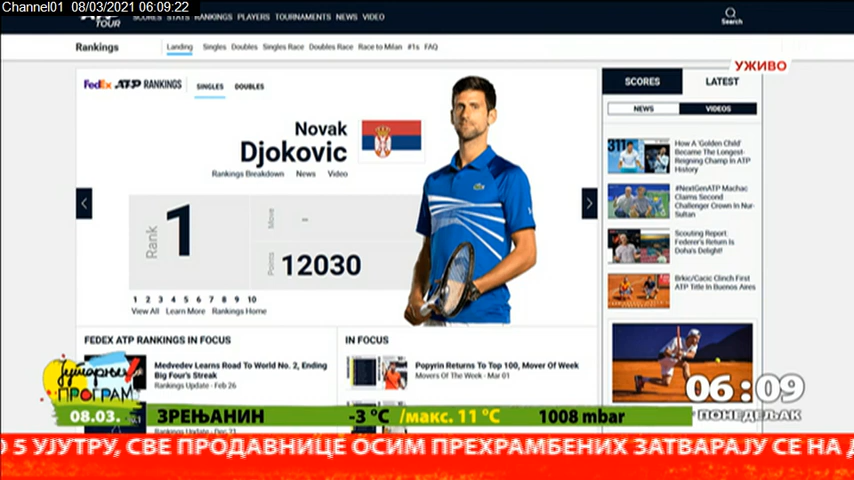 Channel01 08/03/2021 06:09:22
ATP TOUR
SCORES STATS RANKINGS PLAYERS TOURNAMENTS NEWS VIDEO
Search
Rankings
Landing Singles Doubles Singles Race Doubles Race Race to Milan #1s FAQ
УЖИВО
FedEx ATP RANKINGS SINGLES DOUBLES
SCORES LATEST
NEWS VIDEOS
Novak
Djokovic
Rankings Breakdown News Video
Rank 1
Move -
Points 12030
1 2 3 4 5 6 7 8 9 10
View All Learn More Rankings Home
311
How A 'Golden Child'
Became The Longest-
Reigning Champ In ATP
History
#NextGenATP Machac
Claims Second
Challenger Crown In Nur-
Sultan
Scouting Report:
Federer's Return Is
Doha's Delight!
Brkic/Cacic Clinch First
ATP Title In Buenos Aires
FEDEX ATP RANKINGS IN FOCUS
Medvedev Learns Road To World No. 2, Ending
Big Four's Streak
Rankings Update - Feb 26
Rankings Update - Dec 21
IN FOCUS
Popyrin Returns To Top 100, Mover Of Week
Movers Of The Week - Mar 01
Јутарњи
ПРОГРАМ
06:09
ПОНЕДЕЉАК
08.03. ЗРЕЊАНИН -3 °C /макс. 11 °C 1008 mbar
О 5 УЈУТРУ, СВЕ ПРОДАВНИЦЕ ОСИМ ПРЕХРАМБЕНИХ ЗАТВАРАЈУ СЕ НА